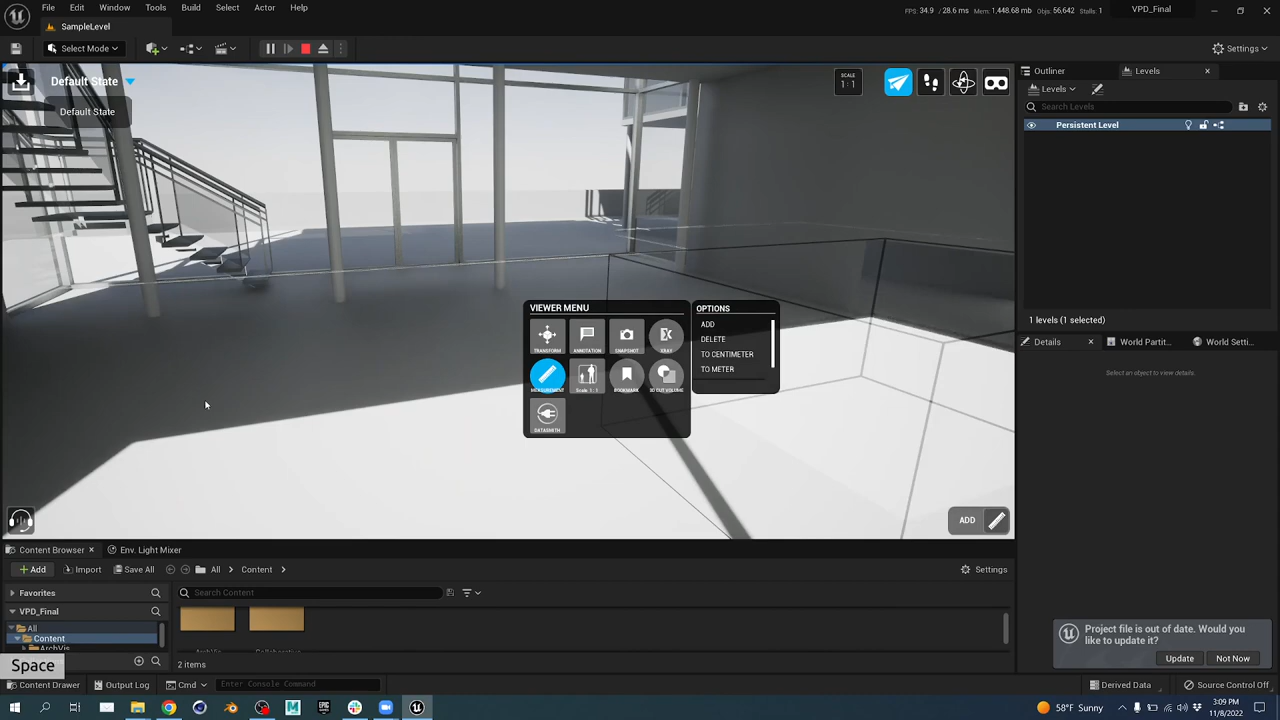 File Edit Window Tools Build Select Actor Help
FPS: 34.9 / 28.6 ms Mem: 1,448.68 mb Objs: 56,642 Stalls: 1
VPD_Final
SampleLevel
Select Mode
Settings
Default State
Default State
SCALE
1 : 1
Outliner
Levels
Levels
Search Levels
Persistent Level
1 levels (1 selected)
Details
World Partit...
World Setti...
Select an object to view details.
VIEWER MENU
TRANSFORM
ANNOTATION
SNAPSHOT
XRAY
MEASUREMENT
Scale 1 : 1
BOOKMARK
3D CUT VOLUME
DATASMITH
OPTIONS
ADD
DELETE
TO CENTIMETER
TO METER
ADD
Content Browser
Env. Light Mixer
Add
Import
Save All
All
Content
Settings
Favorites
Search Content
VPD_Final
All
Content
ArchVis
2 items
Space
Project file is out of date. Would you
like to update it?
Update
Not Now
Content Drawer
Output Log
Cmd
Enter Console Command
Derived Data
Source Control Off
58°F Sunny
3:09 PM
11/8/2022